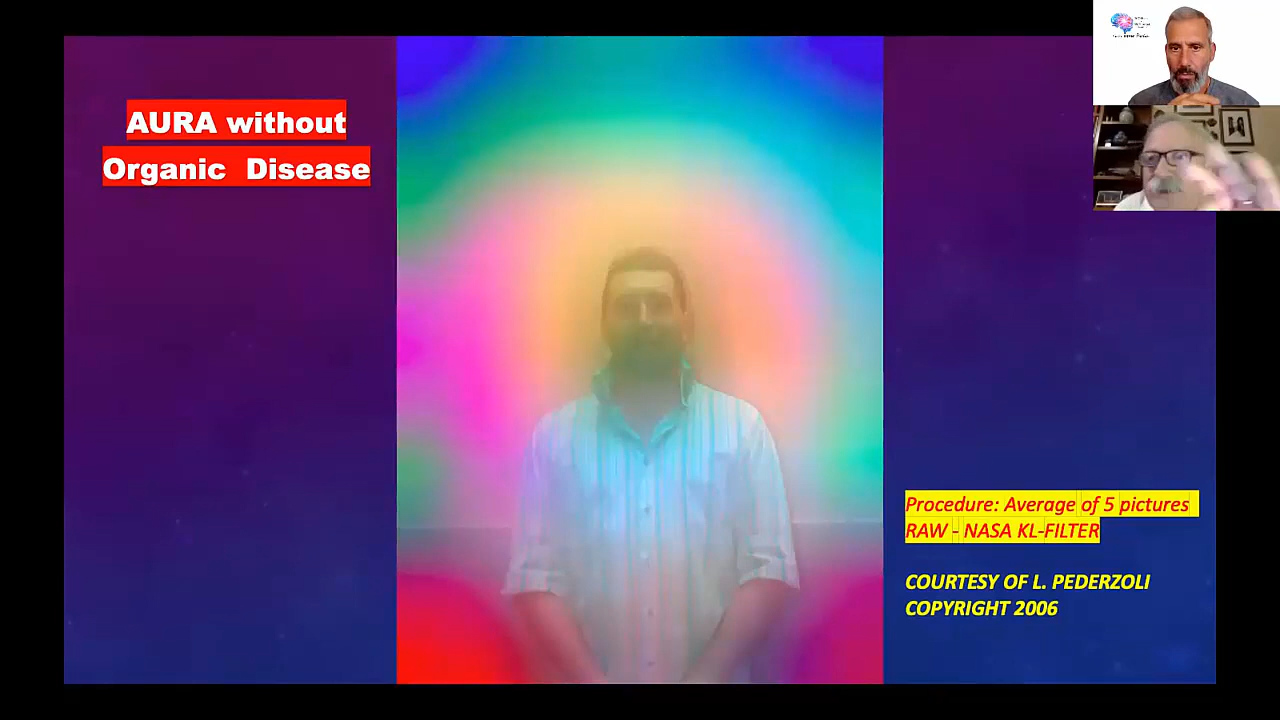 AURA without
Organic  Disease
Procedure: Average of 5 pictures
RAW - NASA KL-FILTER
COURTESY OF L. PEDERZOLI
COPYRIGHT 2006